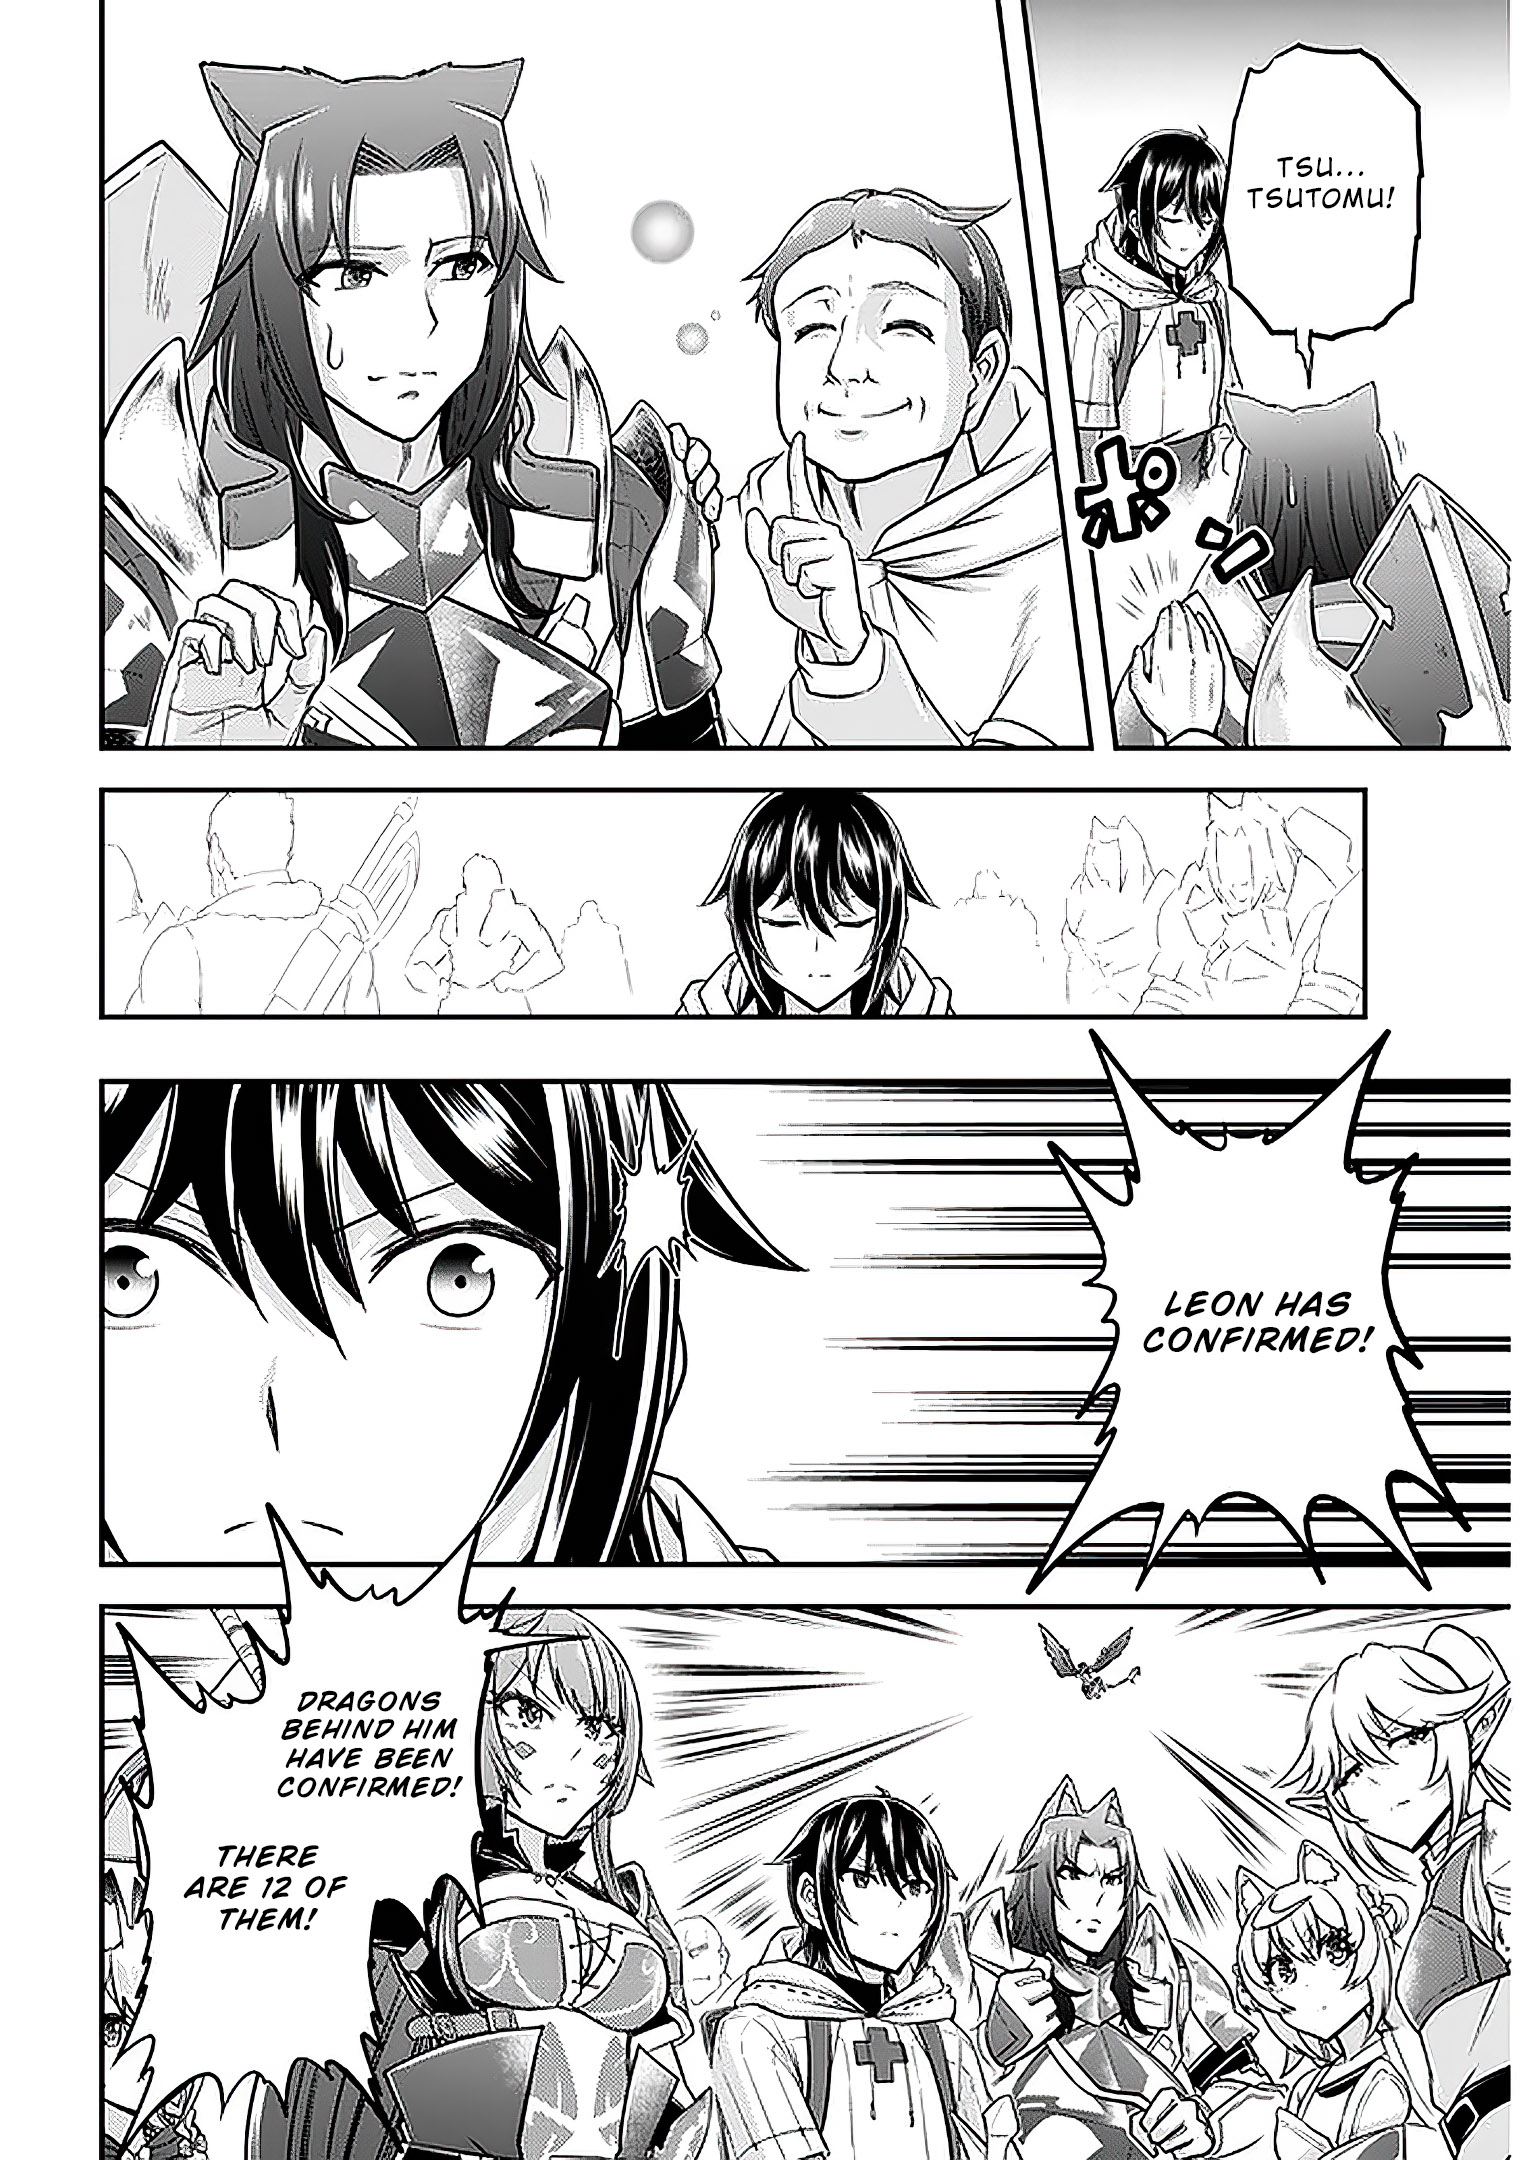 TSU...
TSUTOMU!
ポン
LEON HAS
CONFIRMED!
DRAGONS
BEHIND HIM
HAVE BEEN
CONFIRMED!
THERE
ARE 12 OF
THEM!